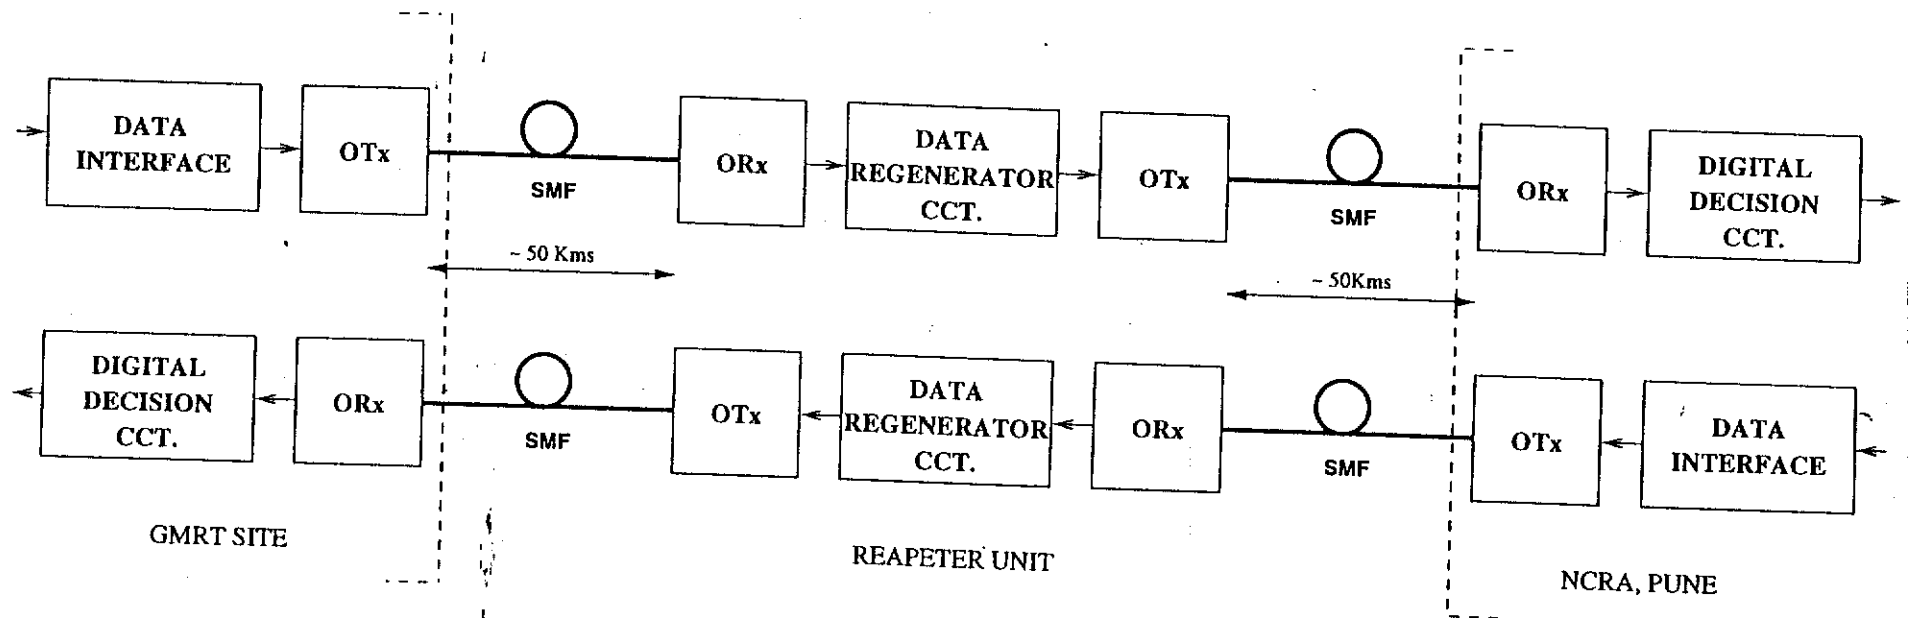 DATA
INTERFACE
OTx
SMF
ORx
DATA
REGENERATOR
CCT.
OTx
SMF
ORx
DIGITAL
DECISION
CCT.
~ 50 Kms
~ 50Kms
DIGITAL
DECISION
CCT.
ORx
SMF
OTx
DATA
REGENERATOR
CCT.
ORx
SMF
OTx
DATA
INTERFACE
GMRT SITE
REAPETER UNIT
NCRA, PUNE